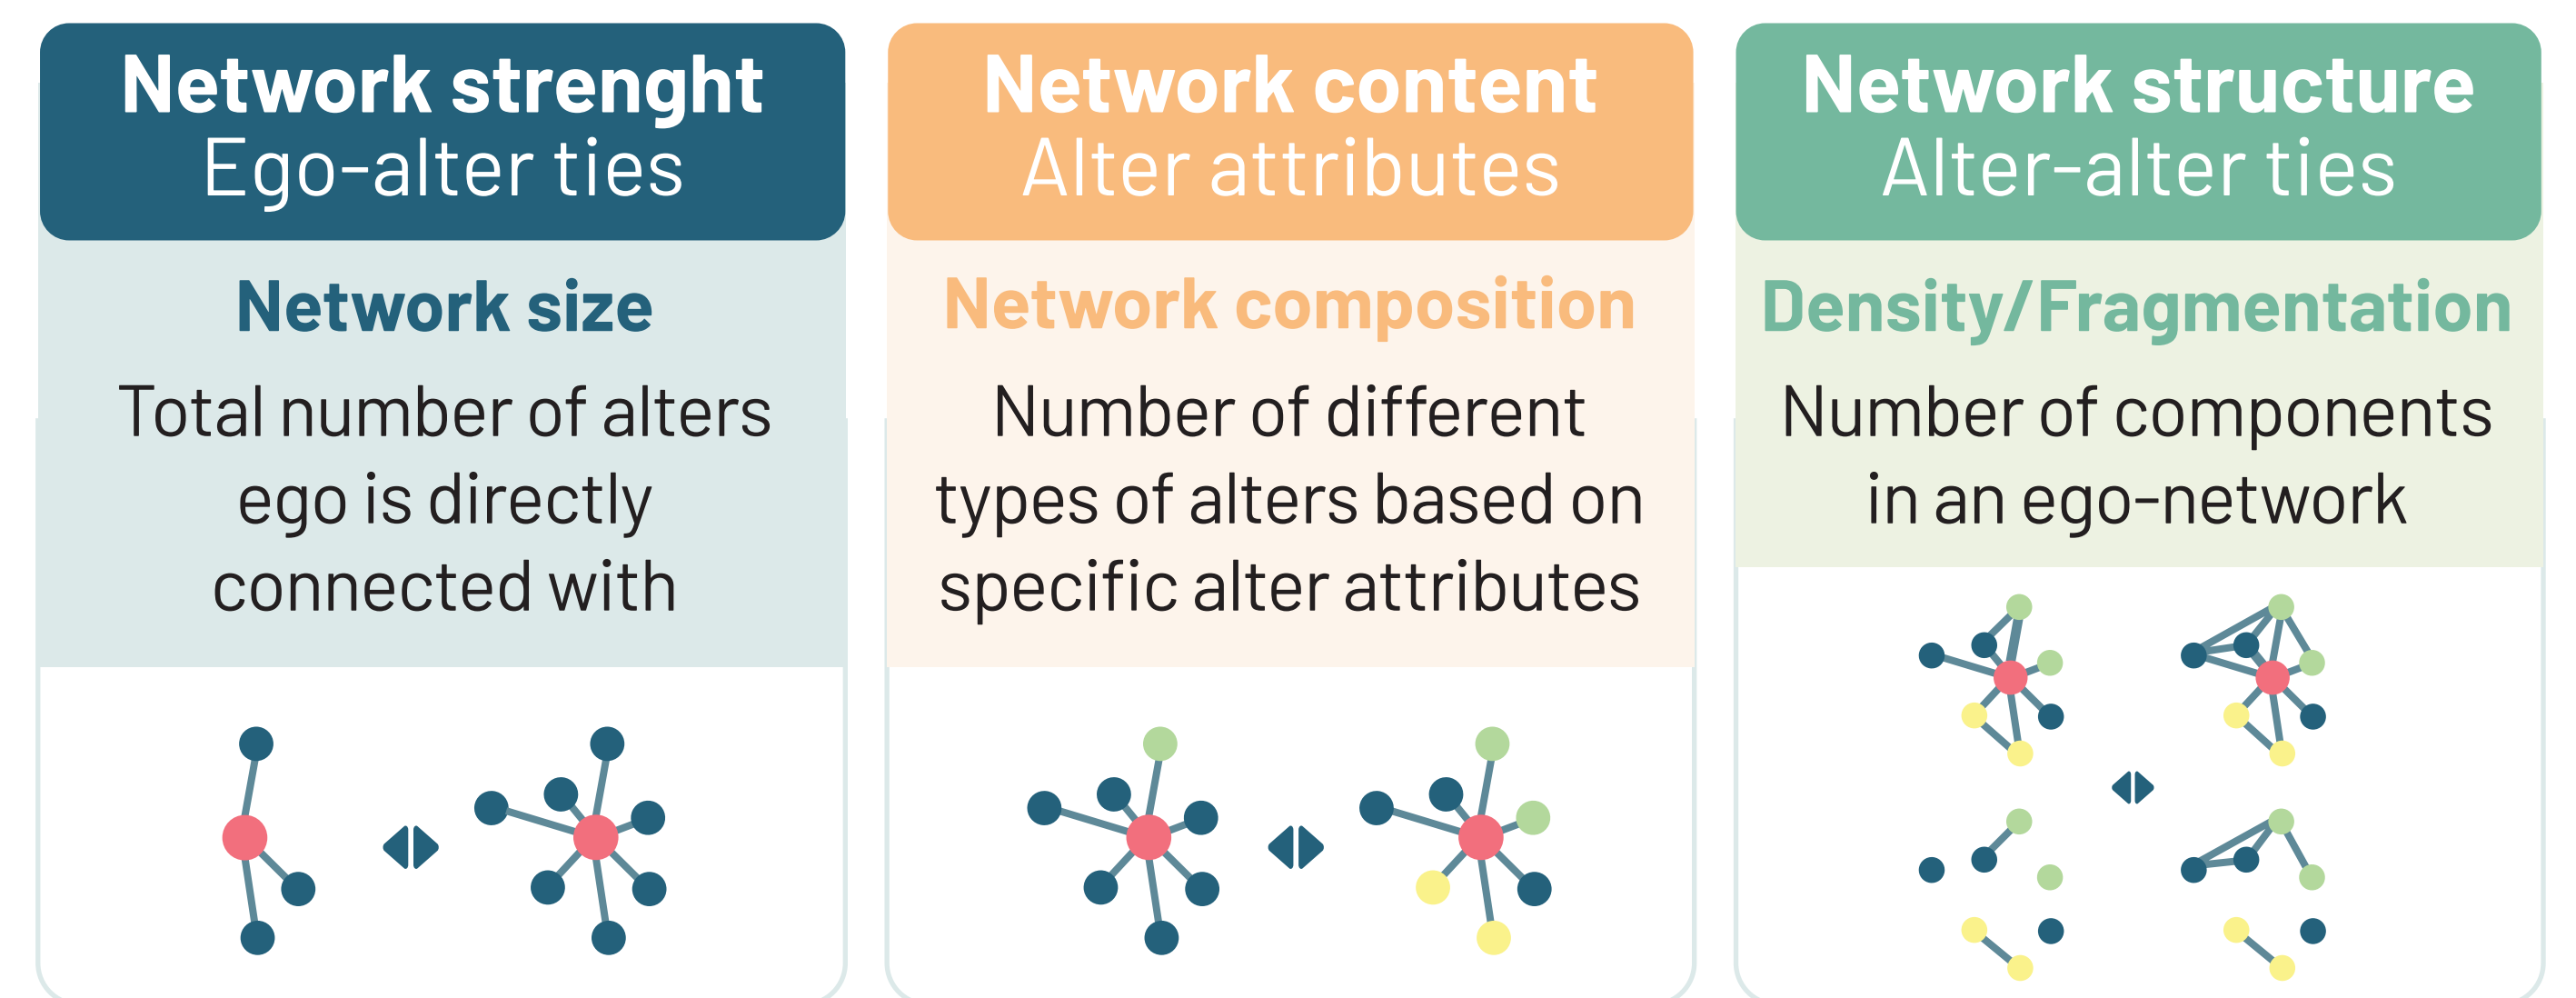 Network strenght
Ego-alter ties
Network size
Total number of alters
ego is directly
connected with
Network content
Alter attributes
Network composition
Number of different
types of alters based on
specific alter attributes
Network structure
Alter-alter ties
Density/Fragmentation
Number of components
in an ego-network